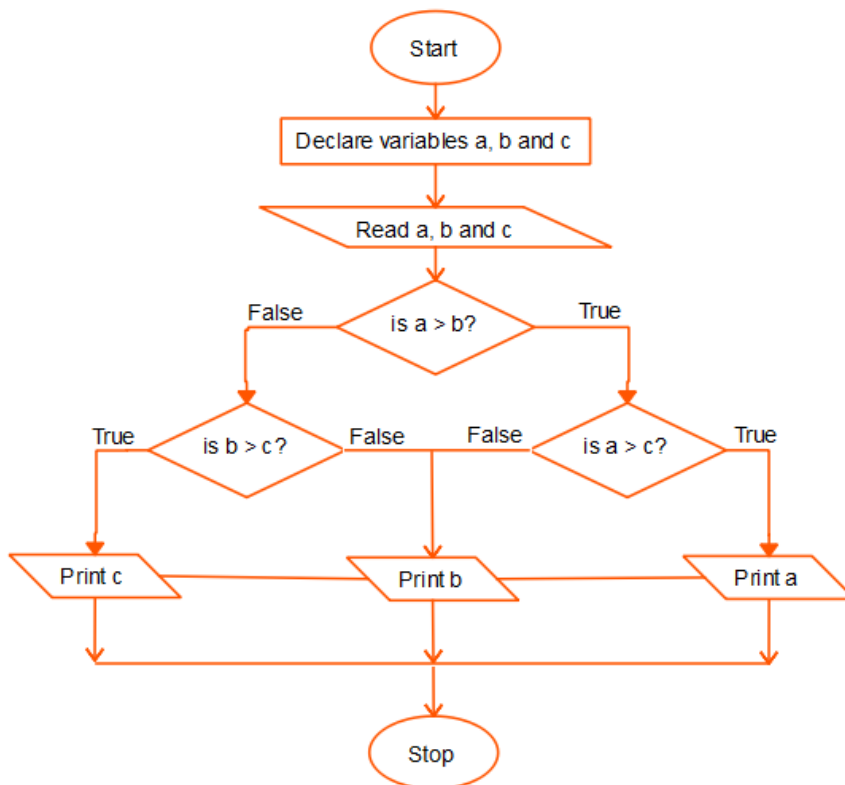 Start
Declare variables a, b and c
Read a, b and c
False
True
is a > b?
True
is b > c?
False
False
is a > c?
True
Print c
Print b
Print a
Stop